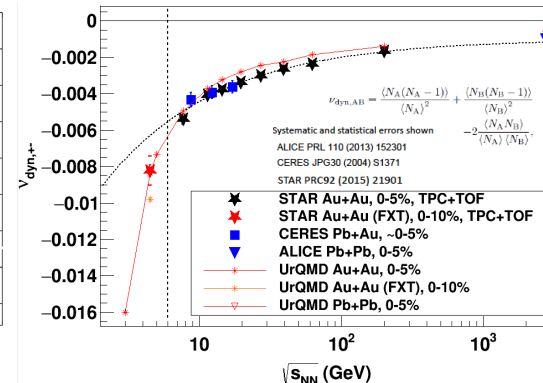 0
−0.002
−0.004
−0.006
−0.008
−0.01
−0.012
−0.014
−0.016
ν_dyn,+-
ν_dyn,AB = ⟨N_A(N_A − 1)⟩ / ⟨N_A⟩² + ⟨N_B(N_B − 1)⟩ / ⟨N_B⟩²
−2 ⟨N_A N_B⟩ / (⟨N_A⟩ ⟨N_B⟩),
Systematic and statistical errors shown
ALICE PRL 110 (2013) 152301
CERES JPG30 (2004) S1371
STAR PRC92 (2015) 21901
STAR Au+Au, 0-5%, TPC+TOF
STAR Au+Au (FXT), 0-10%, TPC+TOF
CERES Pb+Au, ~0-5%
ALICE Pb+Pb, 0-5%
UrQMD Au+Au, 0-5%
UrQMD Au+Au (FXT), 0-10%
UrQMD Pb+Pb, 0-5%
10 10² 10³
√s_NN (GeV)